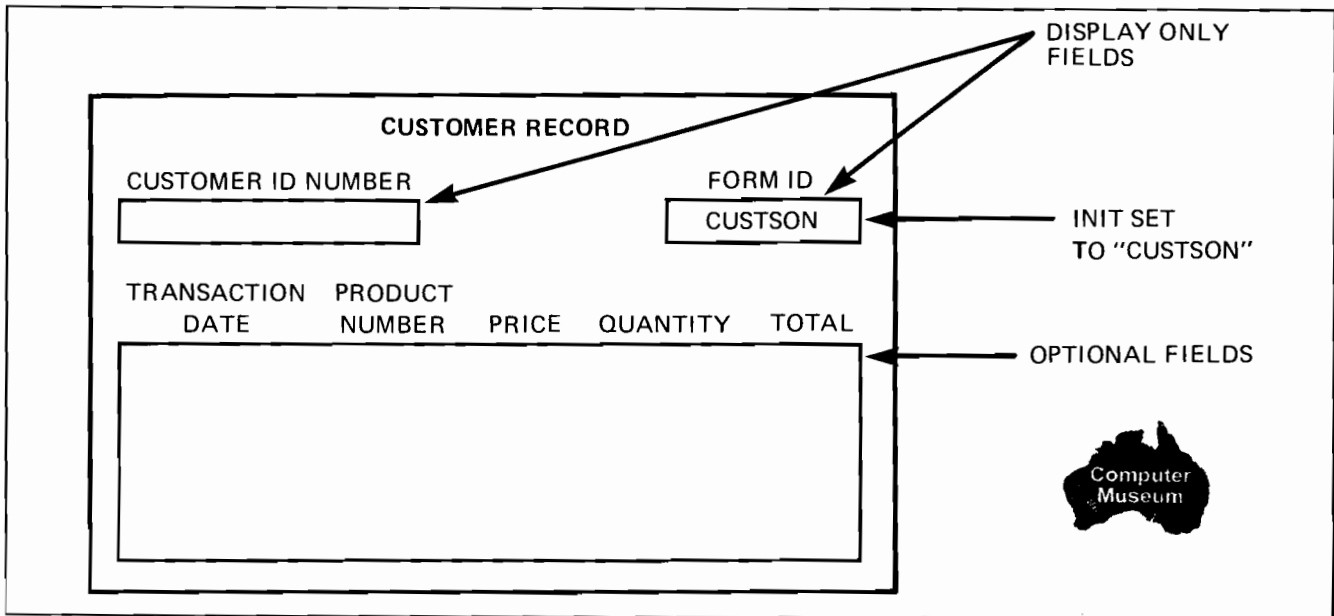 DISPLAY ONLY
FIELDS
CUSTOMER RECORD
CUSTOMER ID NUMBER
FORM ID
CUSTSON
INIT SET
TO "CUSTSON"
TRANSACTION DATE
PRODUCT NUMBER
PRICE
QUANTITY
TOTAL
OPTIONAL FIELDS
Computer
Museum